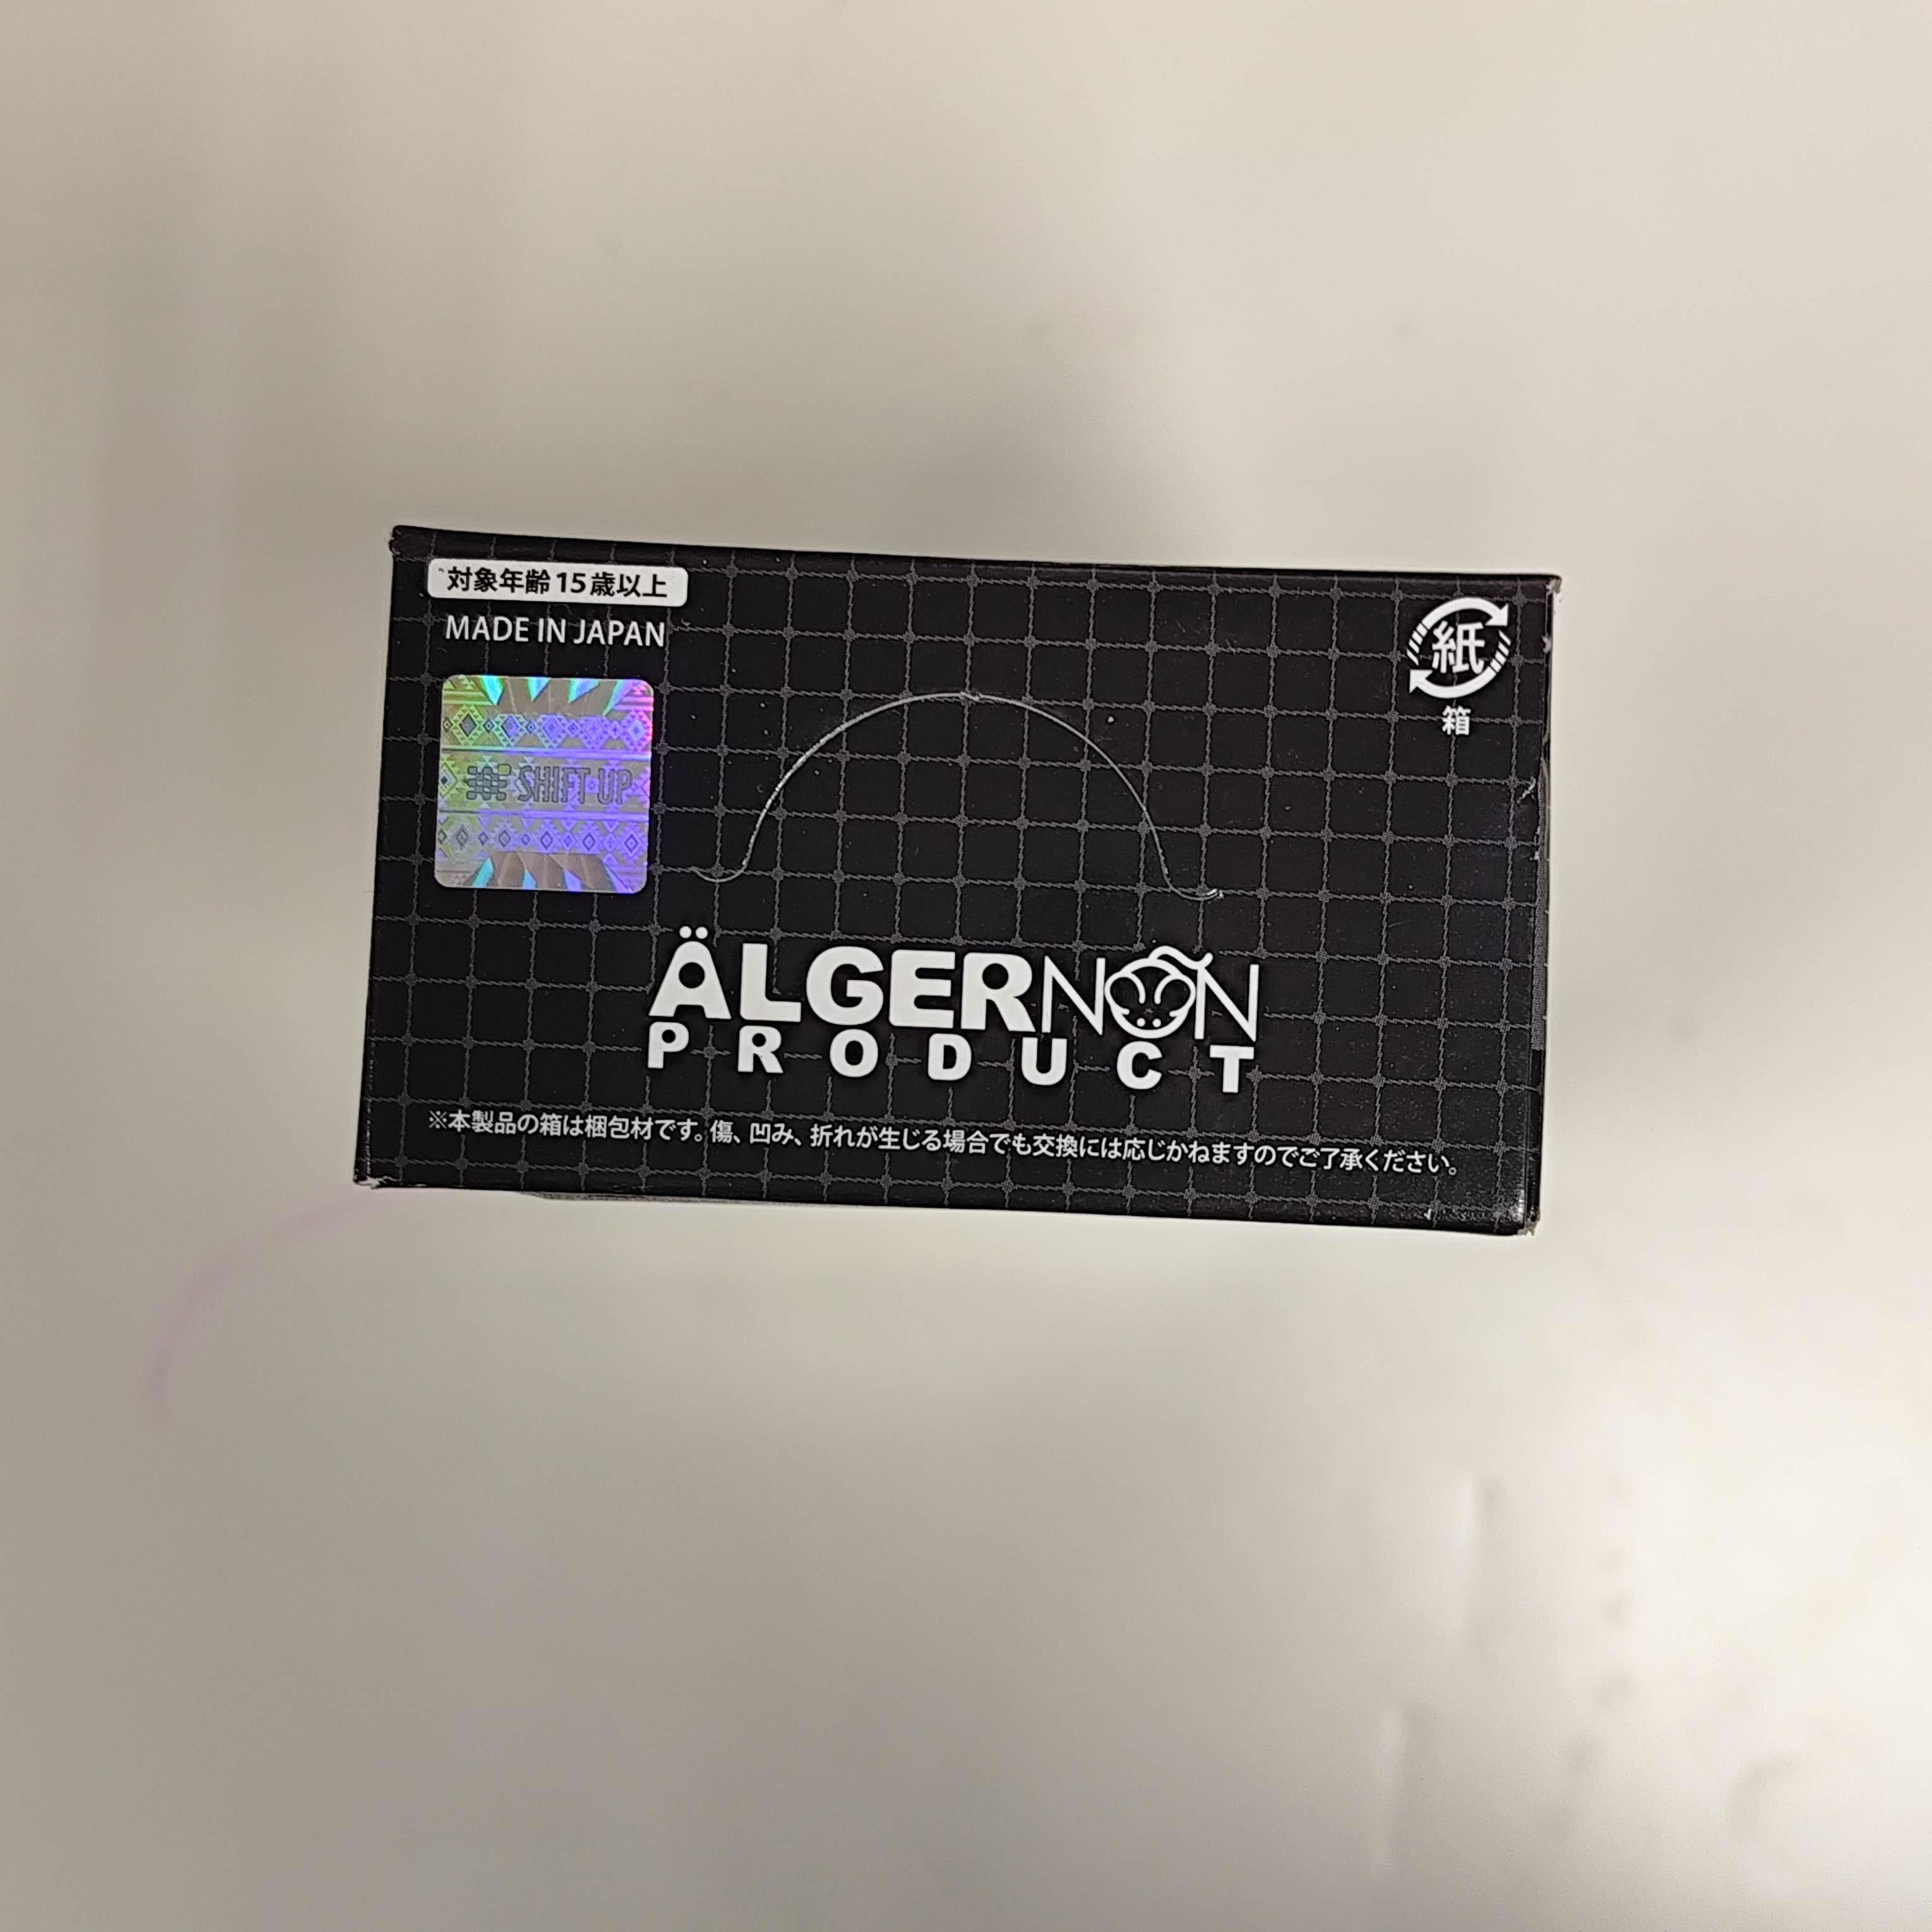 対象年齢15歳以上
MADE IN JAPAN
紙
箱
SHIFT UP
ÄLGERNON
PRODUCT
※本製品の箱は梱包材です。傷、凹み、折れが生じる場合でも交換には応じかねますのでご了承ください。